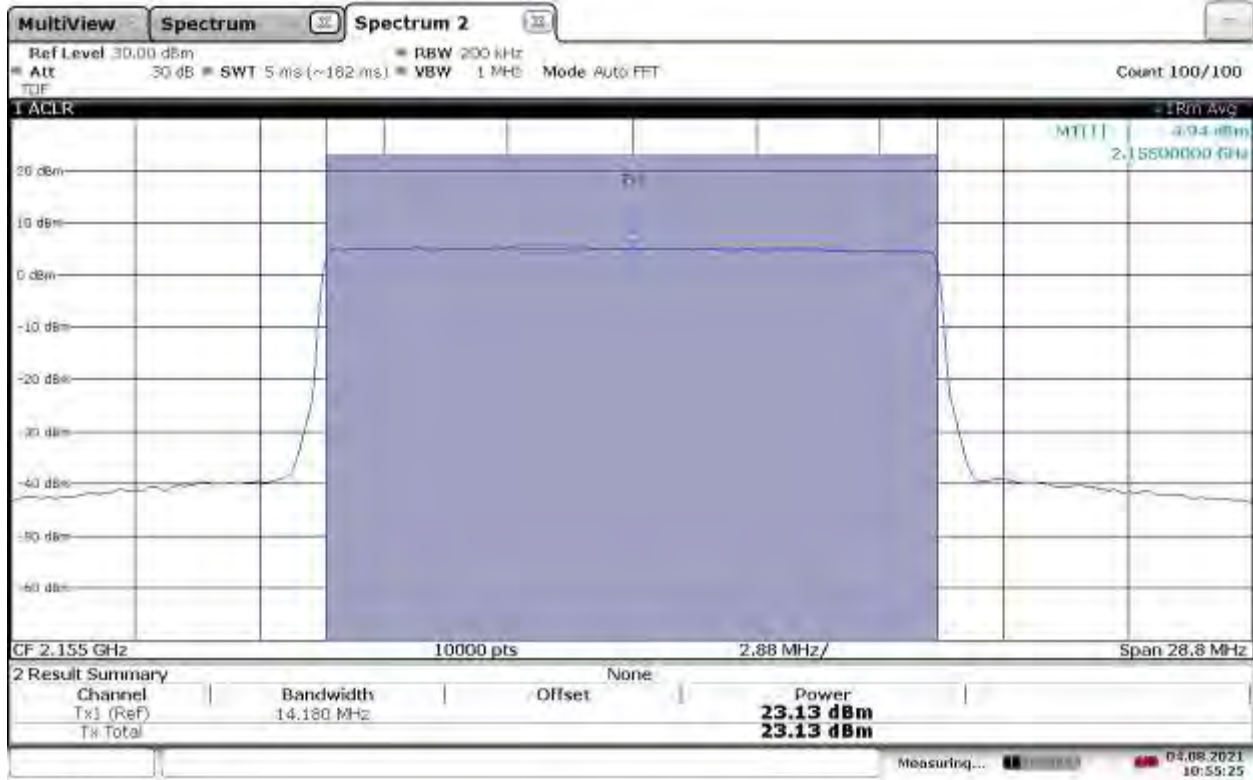 MultiView Spectrum Spectrum 2
Ref Level 30.00 dBm RBW 200 kHz
Att 30 dB SWT 5 ms (~182 ms) VBW 1 MHz Mode Auto FFT Count 100/100
TDF
1 ACLR 1Rm Avg
4.94 dBm
2.15500000 GHz
20 dBm
10 dBm
0 dBm
-10 dBm
-20 dBm
-30 dBm
-40 dBm
-50 dBm
-60 dBm
CF 2.155 GHz 10000 pts 2.88 MHz/ Span 28.8 MHz
2 Result Summary None
Channel Bandwidth Offset Power
Tx1 (Ref) 14.180 MHz 23.13 dBm
Tx Total 23.13 dBm
Measuring... 04.08.2021
10:55:25